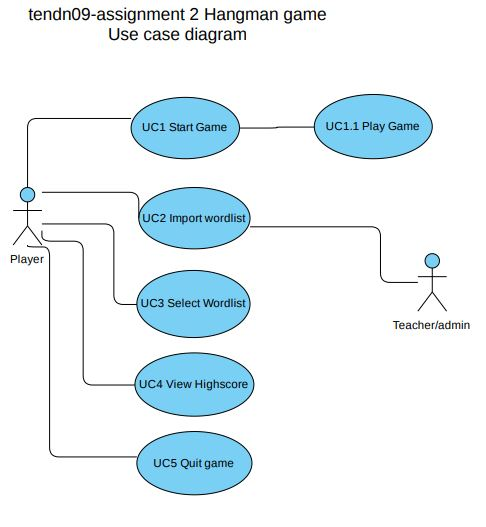 tendn09-assignment 2 Hangman game
Use case diagram
UC1 Start Game
UC1.1 Play Game
UC2 Import wordlist
Player
Teacher/admin
UC3 Select Wordlist
UC4 View Highscore
UC5 Quit game